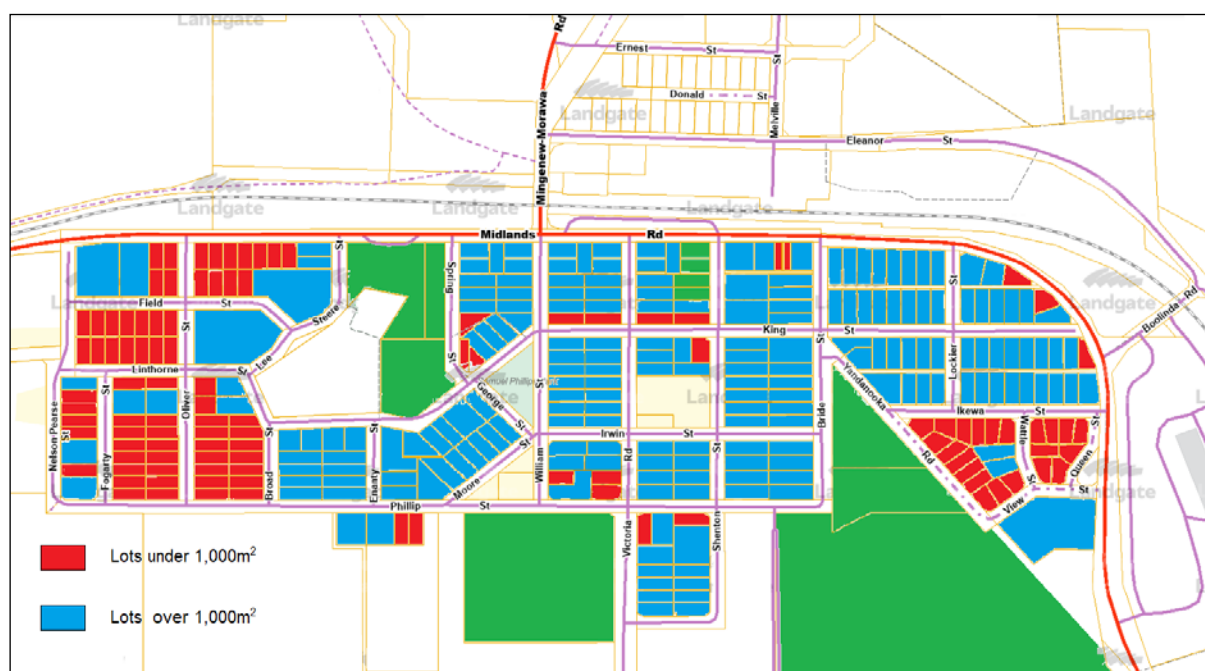 Landgate
Landgate
Rd
Ernest St
St
Donald St
Landgate
Landgate
Melville
Mingenew-Morawa
Eleanor St
Landgate
Landgate
Landgate
Midlands Rd
St
Spring
St
Landgate
Landgate
Boolinda Rd
Field St
Steere
King St
St
Lee
Linthorne St
St
St
George
St
St
Yandanooka
Lockier
Landgate
Nelson Pearse
St
Fagarty
St
Oliver
Broad
St
Enanty
St
Moore
St
William
Irwin St
Rd
Victoria
Shenton
Bride
Ikewa St
Wattle
St
Queen
St
Rd
View St
Phillip St
Lots under 1,000m²
Lots over 1,000m²